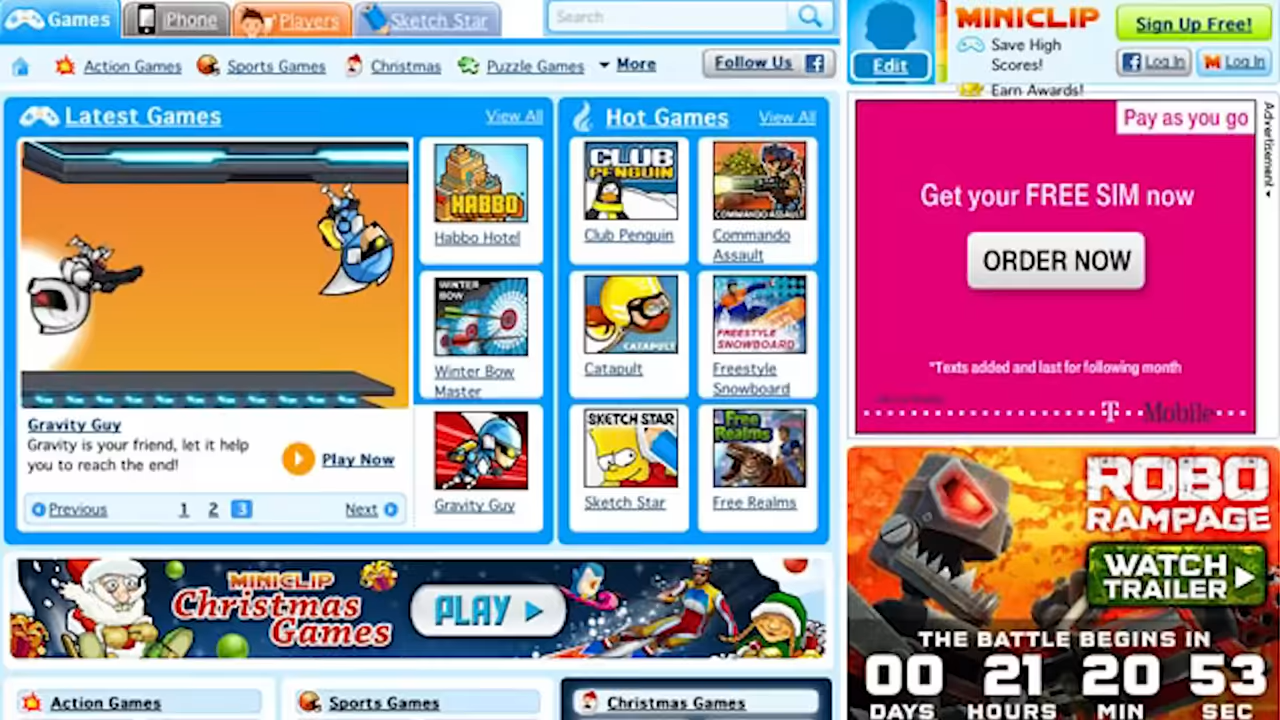 Games
iPhone
Players
Sketch Star
Search
Action Games
Sports Games
Christmas
Puzzle Games
More
Follow Us
Edit
MINICLIP
Save High
Scores!
Earn Awards!
Sign Up Free!
Log In
Log In
Latest Games
View All
Gravity Guy
Gravity is your friend, let it help
you to reach the end!
Play Now
Previous
1 2 3
Next
HABBO
Habbo Hotel
WINTER
BOW
Winter Bow
Master
Gravity Guy
Hot Games
View All
CLUB
PENGUIN
Club Penguin
COMMANDO ASSAULT
Commando
Assault
CATAPULT
Catapult
FREESTYLE
SNOWBOARD
Freestyle
Snowboard
SKETCH STAR
Sketch Star
Free
Realms
Free Realms
Pay as you go
Get your FREE SIM now
ORDER NOW
*Texts added and last for following month
T Mobile
Advertisement
MINICLIP
Christmas
Games
PLAY
ROBO
RAMPAGE
WATCH
TRAILER
THE BATTLE BEGINS IN
00 21 20 53
DAYS HOURS MIN SEC
Action Games
Sports Games
Christmas Games